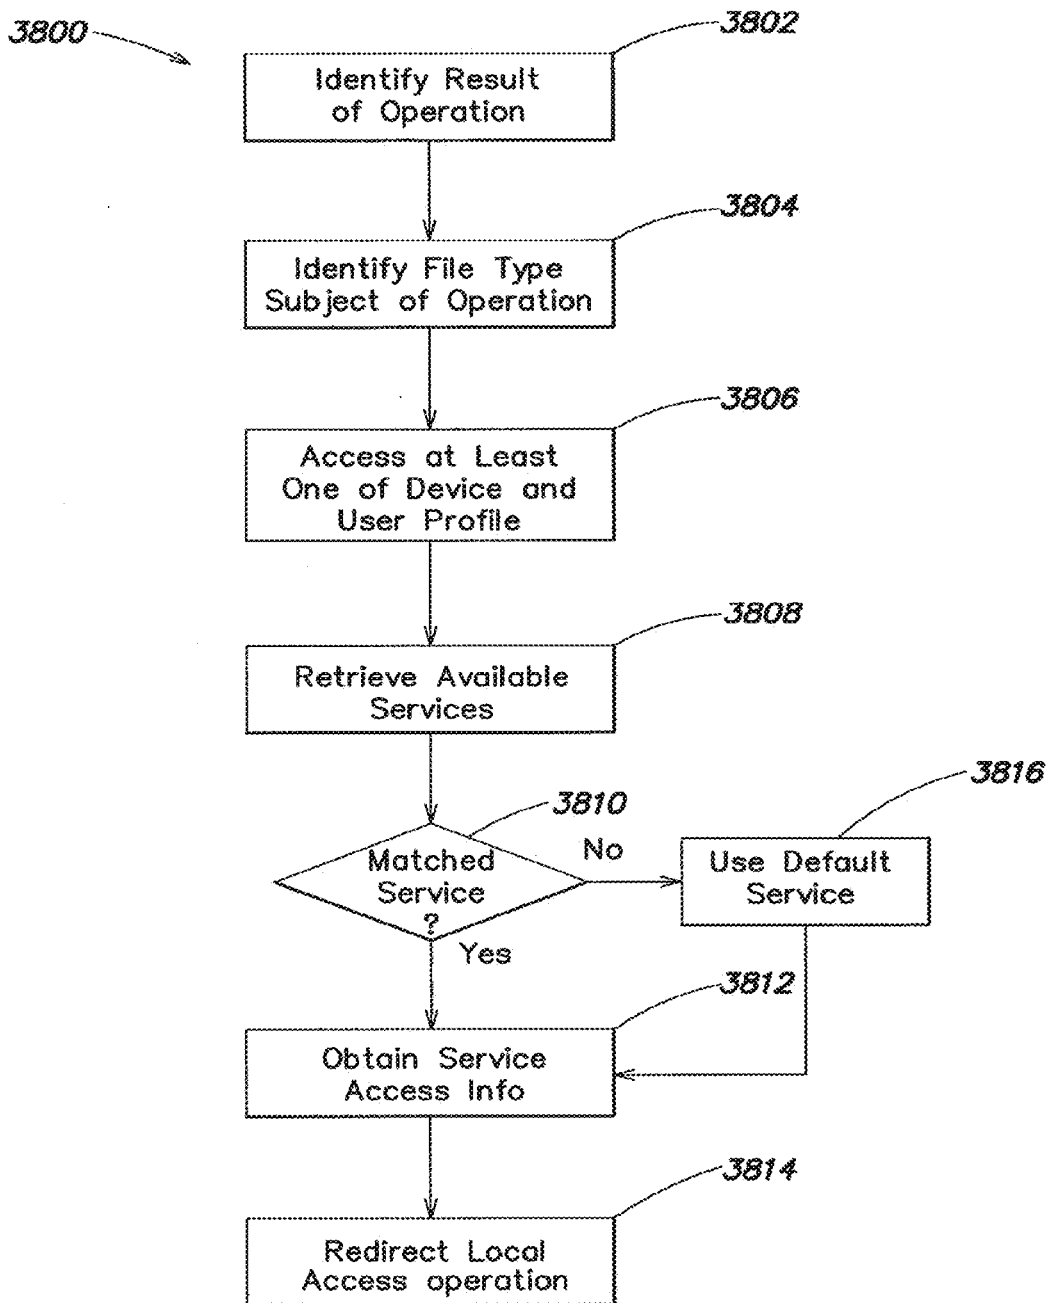 3800
3802
Identify Result
of Operation
3804
Identify File Type
Subject of Operation
3806
Access at Least
One of Device and
User Profile
3808
Retrieve Available
Services
3810
Matched
Service
?
No
Yes
3816
Use Default
Service
3812
Obtain Service
Access Info
3814
Redirect Local
Access operation